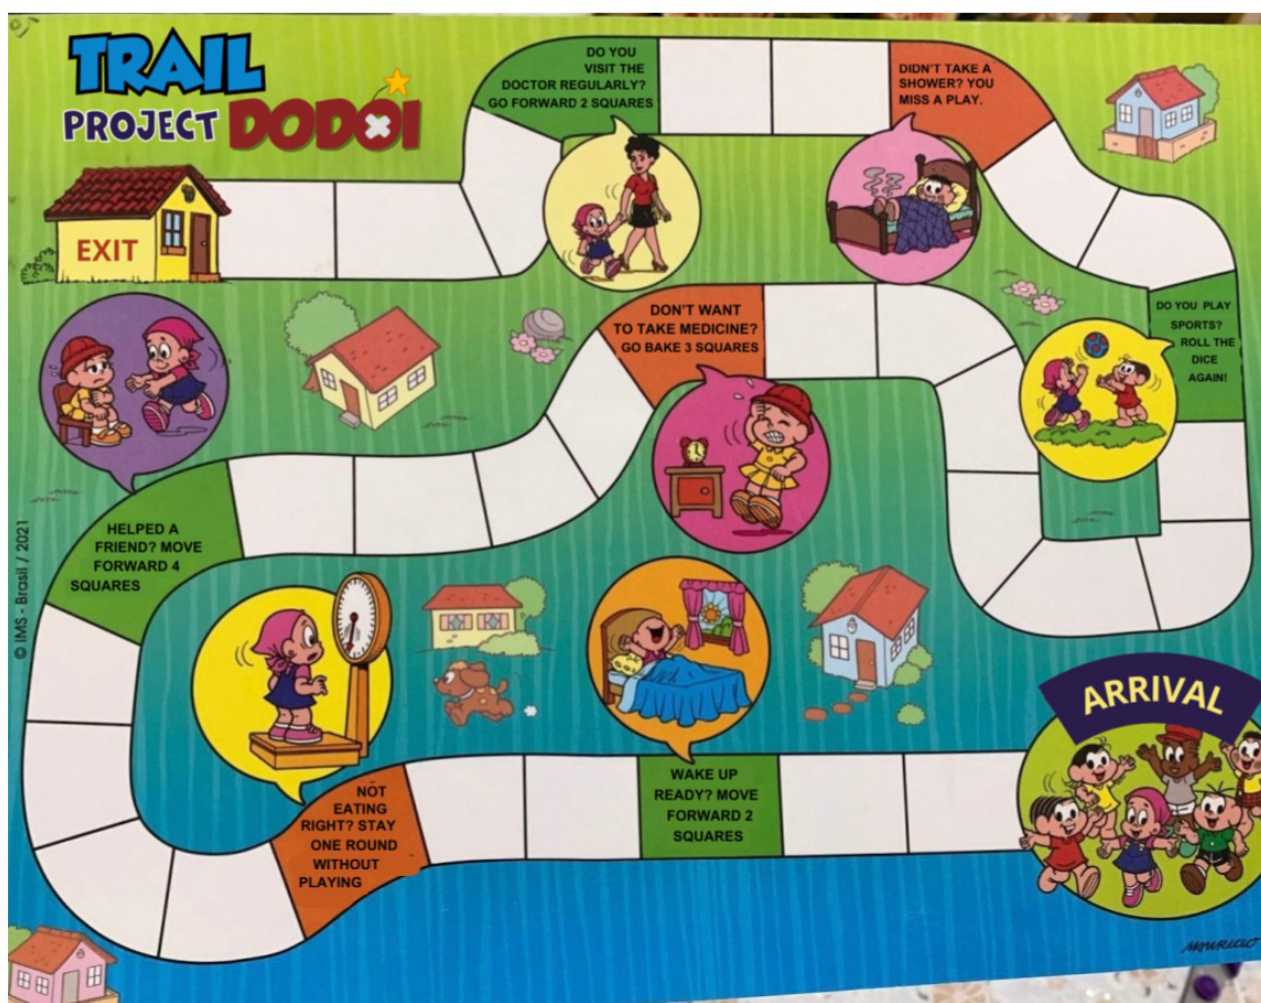 TRAIL
PROJECT DODOI
EXIT
DO YOU
VISIT THE
DOCTOR REGULARLY?
GO FORWARD 2 SQUARES
DIDN'T TAKE A
SHOWER? YOU
MISS A PLAY.
DO YOU PLAY
SPORTS?
ROLL THE
DICE
AGAIN!
DON'T WANT
TO TAKE MEDICINE?
GO BAKE 3 SQUARES
HELPED A
FRIEND? MOVE
FORWARD 4
SQUARES
NOT
EATING
RIGHT? STAY
ONE ROUND
WITHOUT
PLAYING
WAKE UP
READY? MOVE
FORWARD 2
SQUARES
ARRIVAL
© IMS - Brasil / 2021
MAURICIO